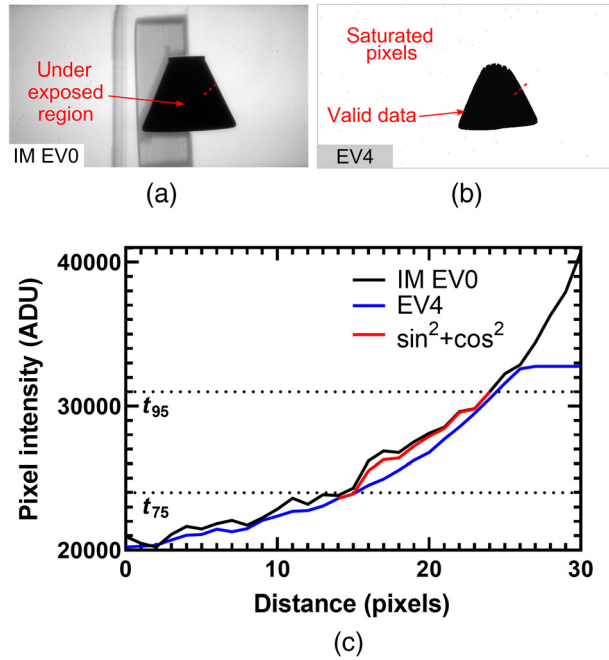 Under
exposed
region
IM EV0
(a)
Saturated
pixels
Valid data
EV4
(b)
40000
30000
20000
Pixel intensity (ADU)
IM EV0
EV4
sin²+cos²
t₉₅
t₇₅
0
10
20
30
Distance (pixels)
(c)